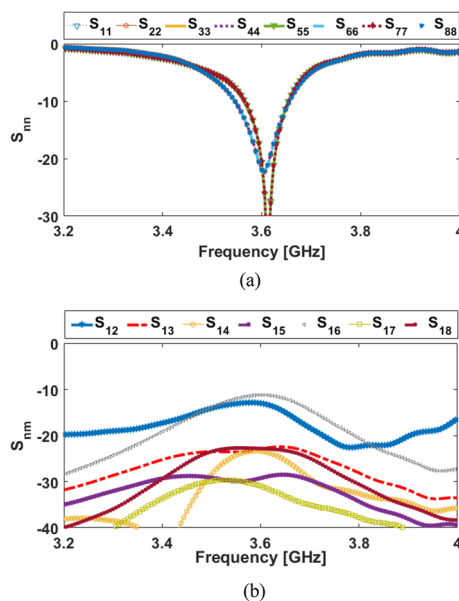 S11 S22 S33 S44 S55 S66 S77 S88
0
-10
-20
-30
Snn
3.2 3.4 3.6 3.8 4
Frequency [GHz]
(a)
S12 S13 S14 S15 S16 S17 S18
0
-10
-20
-30
-40
Snm
3.2 3.4 3.6 3.8 4
Frequency [GHz]
(b)